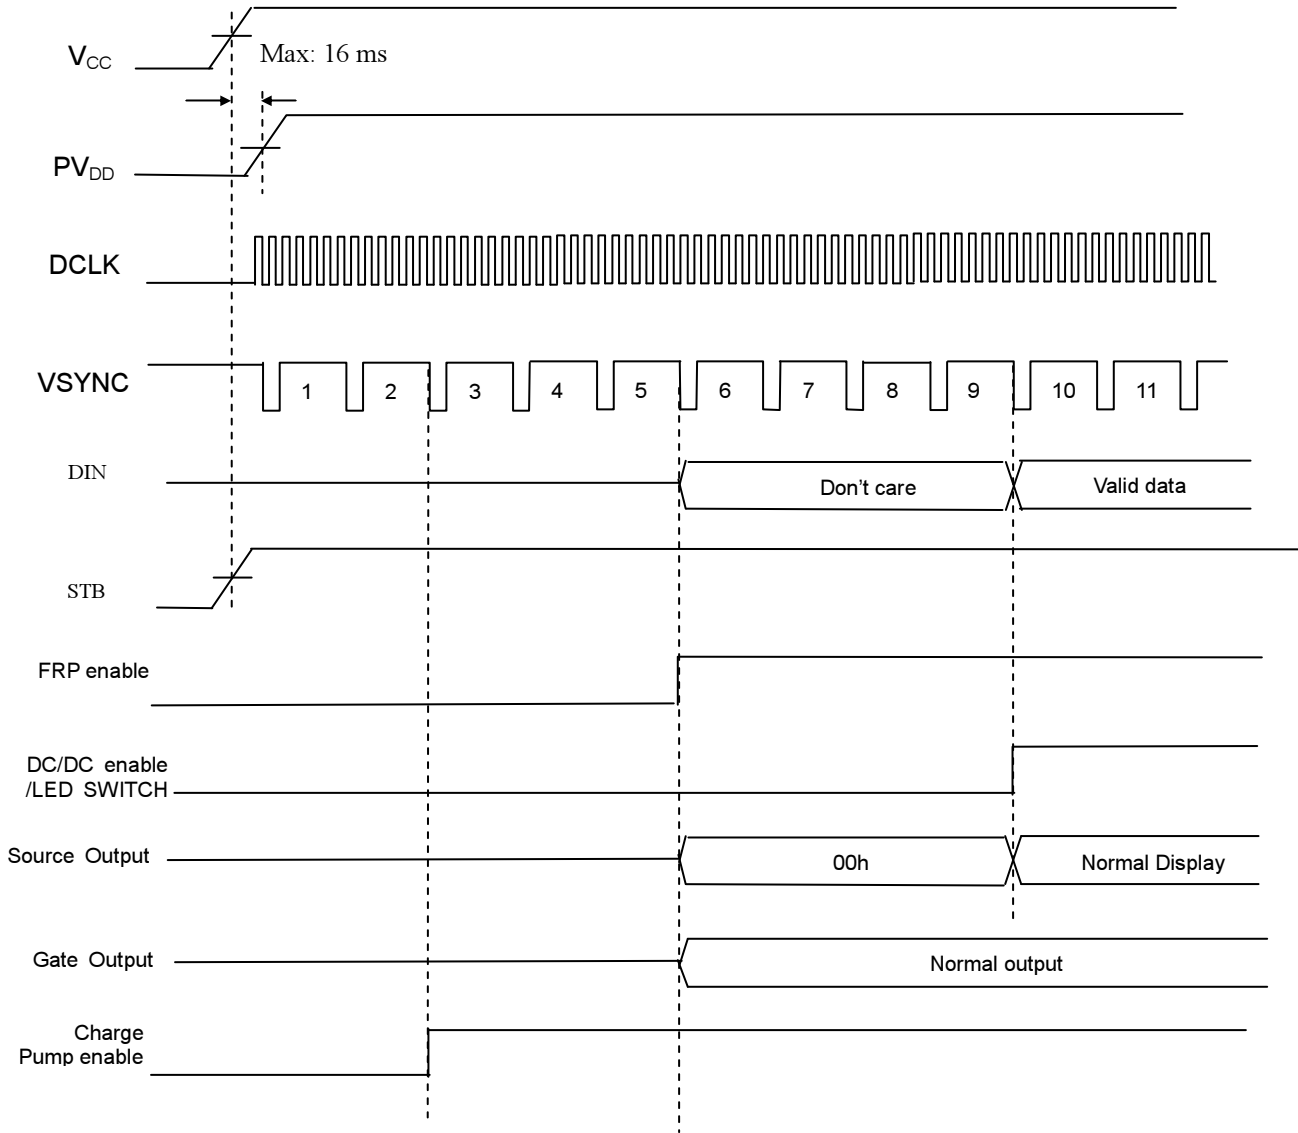 V_CC
Max: 16 ms
PV_DD
DCLK
VSYNC
1 2 3 4 5 6 7 8 9 10 11
DIN
Don't care
Valid data
STB
FRP enable
DC/DC enable
/LED SWITCH
Source Output
00h
Normal Display
Gate Output
Normal output
Charge
Pump enable